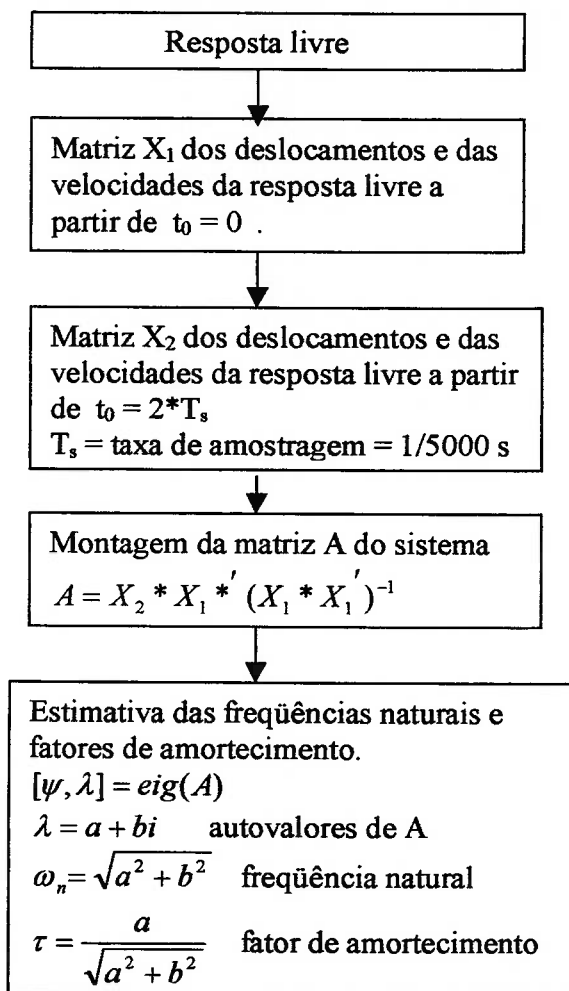 Resposta livre
Matriz X₁ dos deslocamentos e das
velocidades da resposta livre a
partir de t₀ = 0 .
Matriz X₂ dos deslocamentos e das
velocidades da resposta livre a partir
de t₀ = 2*Tₛ
Tₛ = taxa de amostragem = 1/5000 s
Montagem da matriz A do sistema
A = X₂ * X₁ *' (X₁ * X₁')⁻¹
Estimativa das freqüências naturais e
fatores de amortecimento.
[ψ, λ] = eig(A)
λ = a + bi autovalores de A
ωₙ = √(a² + b²) freqüência natural
τ = a / √(a² + b²) fator de amortecimento